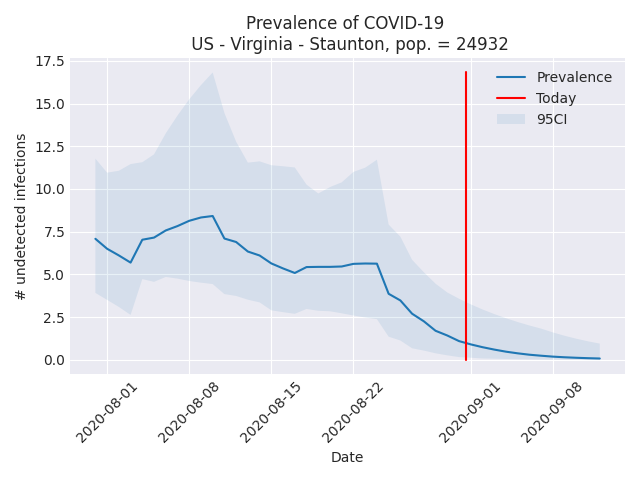 Prevalence of COVID-19
US - Virginia - Staunton, pop. = 24932
17.5
15.0
12.5
10.0
7.5
5.0
2.5
0.0
# undetected infections
Prevalence
Today
95CI
2020-08-01
2020-08-08
2020-08-15
2020-08-22
2020-09-01
2020-09-08
Date